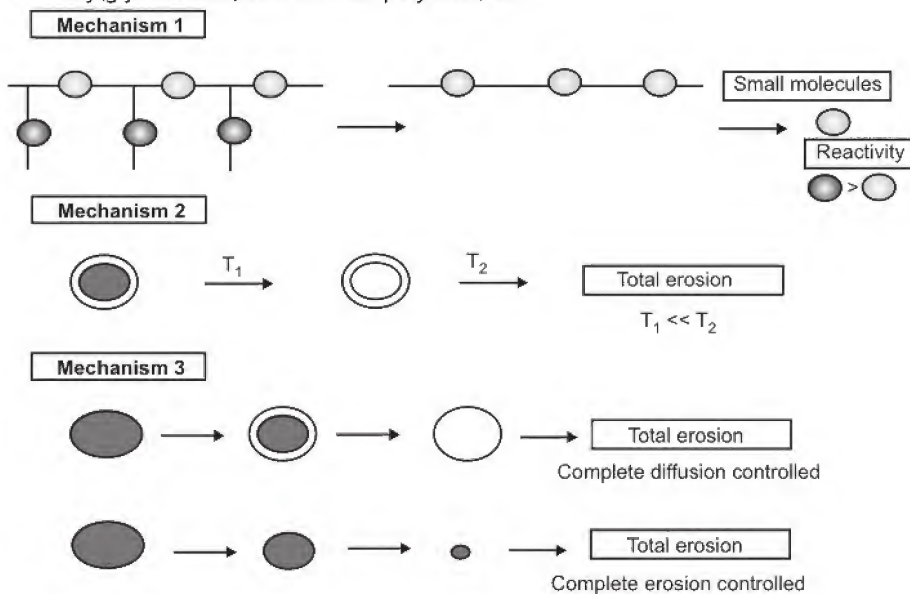 Mechanism 1
Small molecules
Reactivity
>
Mechanism 2
T₁
T₂
Total erosion
T₁ << T₂
Mechanism 3
Total erosion
Complete diffusion controlled
Total erosion
Complete erosion controlled